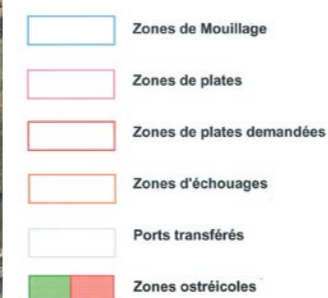 Zones de Mouillage
Zones de plates
Zones de plates demandées
Zones d'échouages
Ports transférés
Zones ostréicoles